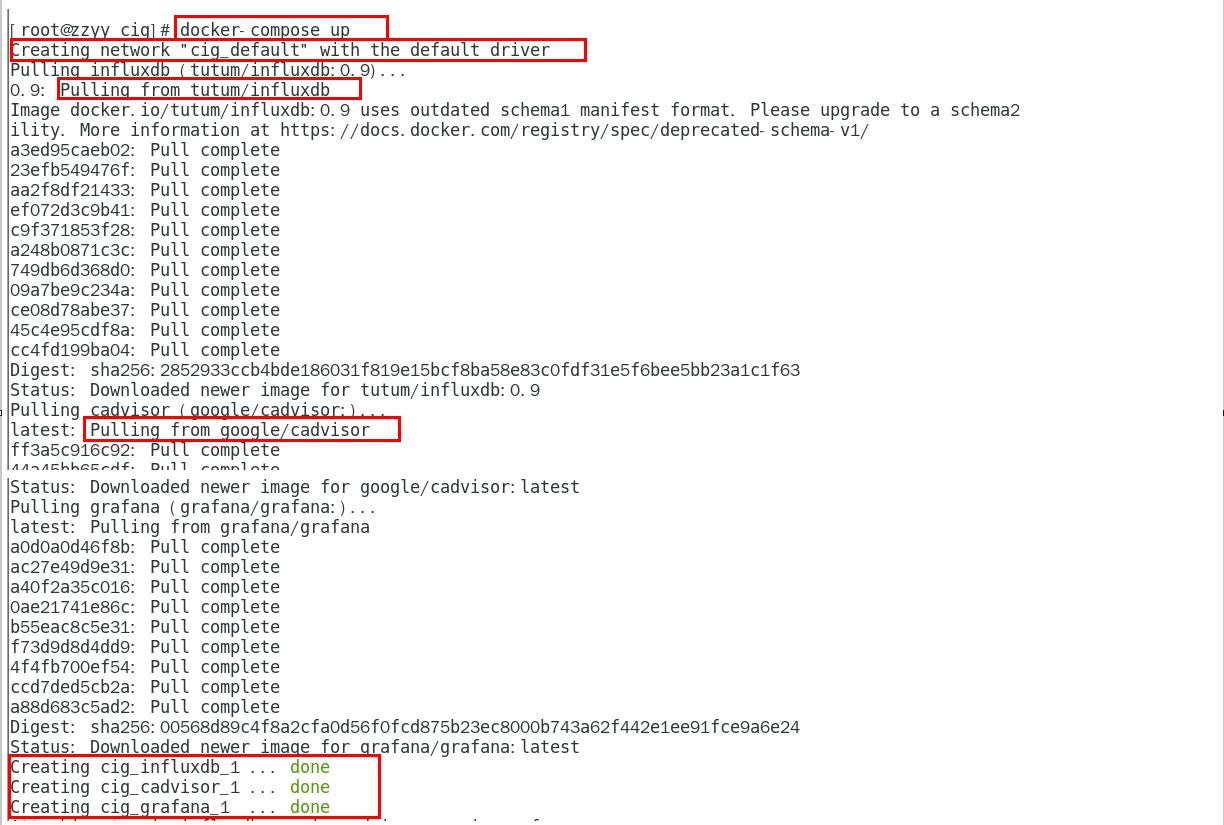 [root@zzyy cig]# docker-compose up
Creating network "cig_default" with the default driver
Pulling influxdb (tutum/influxdb:0.9)...
0.9: Pulling from tutum/influxdb
Image docker.io/tutum/influxdb:0.9 uses outdated schema1 manifest format. Please upgrade to a schema2
ility. More information at https://docs.docker.com/registry/spec/deprecated-schema-v1/
a3ed95caeb02: Pull complete
23efb549476f: Pull complete
aa2f8df21433: Pull complete
ef072d3c9b41: Pull complete
c9f371853f28: Pull complete
a248b0871c3c: Pull complete
749db6d368d0: Pull complete
09a7be9c234a: Pull complete
ce08d78abe37: Pull complete
45c4e95cdf8a: Pull complete
cc4fd199ba04: Pull complete
Digest: sha256:2852933ccb4bde186031f819e15bcf8ba58e83c0fdf31e5f6bee5bb23a1c1f63
Status: Downloaded newer image for tutum/influxdb:0.9
Pulling cadvisor (google/cadvisor:)...
latest: Pulling from google/cadvisor
ff3a5c916c92: Pull complete
44a45bb65cdf: Pull complete
Status: Downloaded newer image for google/cadvisor:latest
Pulling grafana (grafana/grafana:)...
latest: Pulling from grafana/grafana
a0d0a0d46f8b: Pull complete
ac27e49d9e31: Pull complete
a40f2a35c016: Pull complete
0ae21741e86c: Pull complete
b55eac8c5e31: Pull complete
f73d9d8d4dd9: Pull complete
4f4fb700ef54: Pull complete
ccd7ded5cb2a: Pull complete
a88d683c5ad2: Pull complete
Digest: sha256:00568d89c4f8a2cfa0d56f0fcd875b23ec8000b743a62f442e1ee91fce9a6e24
Status: Downloaded newer image for grafana/grafana:latest
Creating cig_influxdb_1 ... done
Creating cig_cadvisor_1 ... done
Creating cig_grafana_1 ... done